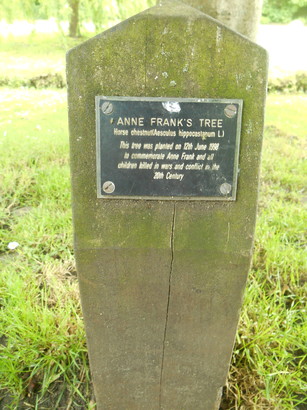 ANNE FRANK'S TREE
Horse chestnut(Aesculus hippocastanum L)
This tree was planted on 12th June 1998
to commemorate Anne Frank and all
children killed in wars and conflict in the
20th Century